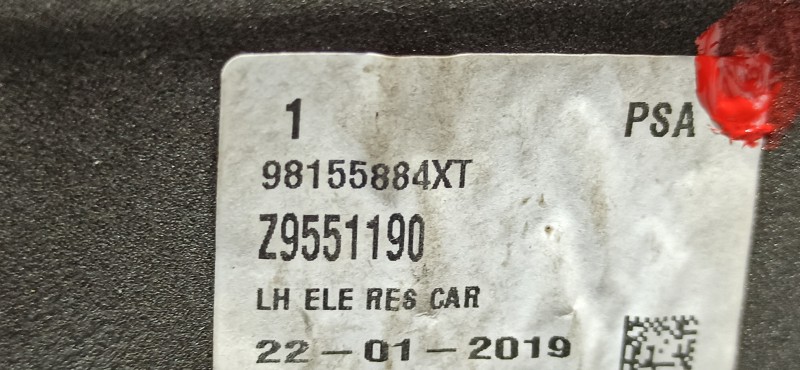 1 PSA
98155884XT
Z9551190
LH ELE RES CAR
22-01-2019